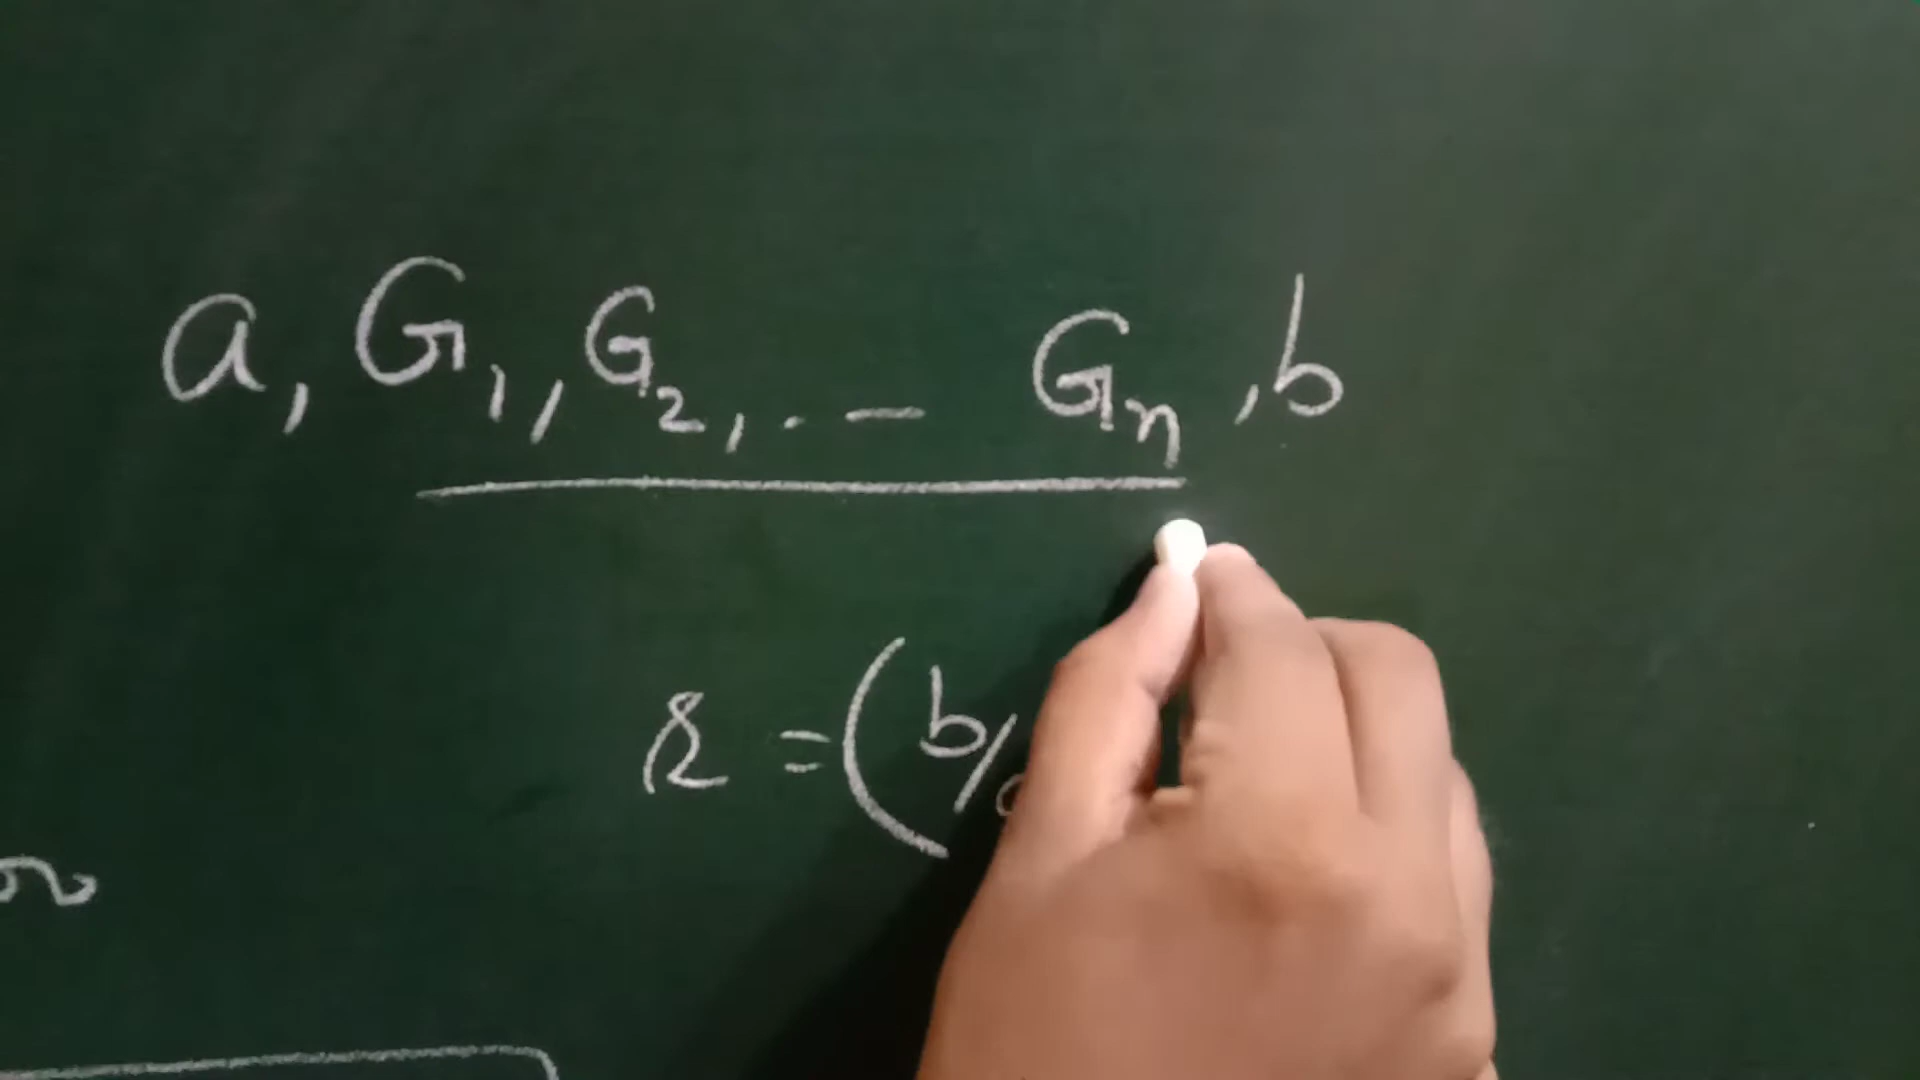 a, G₁, G₂, . _ Gₙ, b
r = (b/